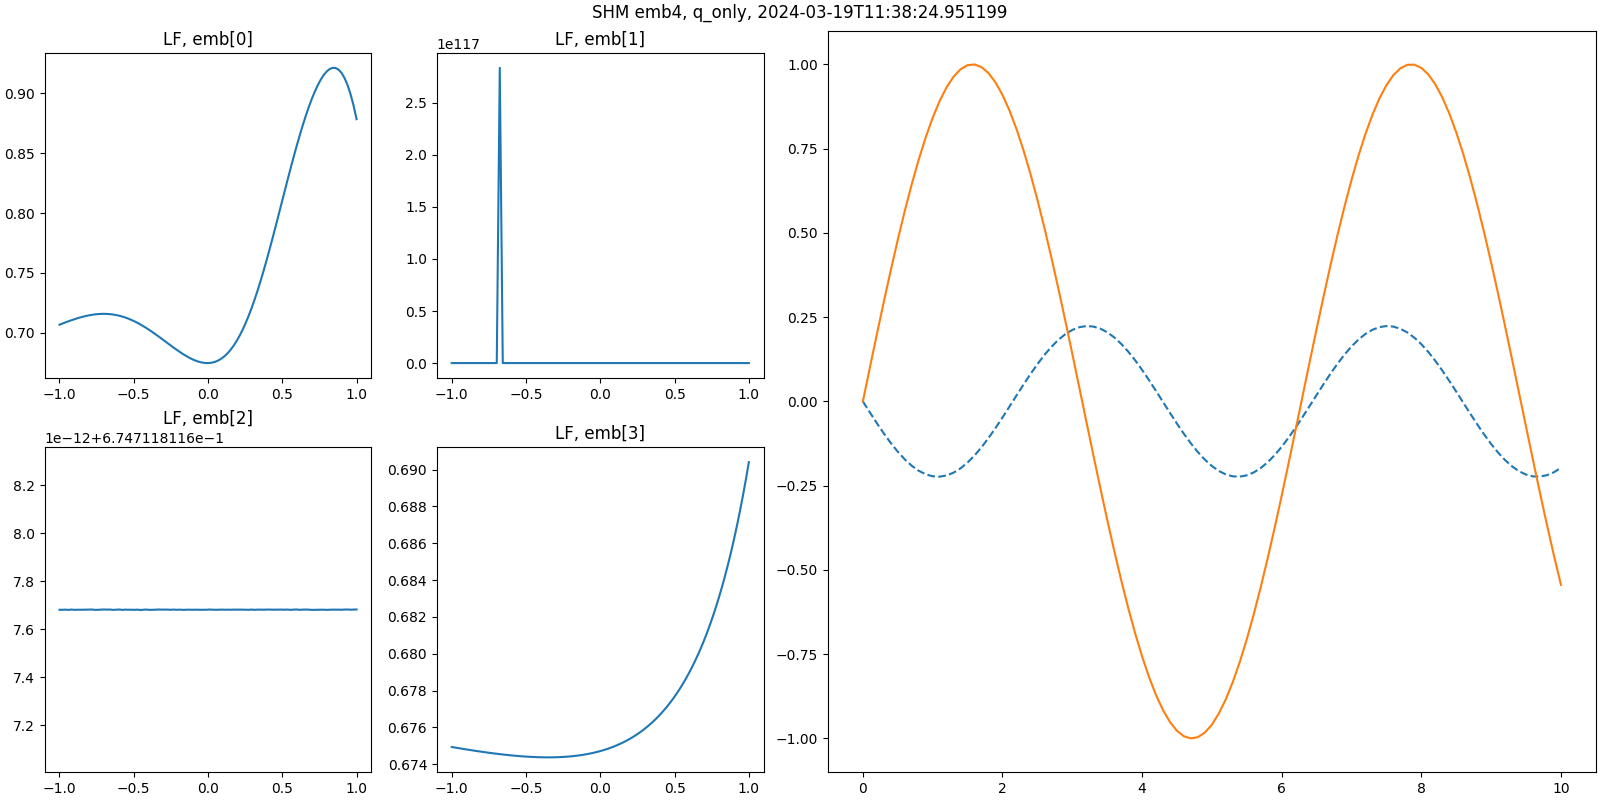 SHM emb4, q_only, 2024-03-19T11:38:24.951199
LF, emb[0]
0.90
0.85
0.80
0.75
0.70
−1.0 −0.5 0.0 0.5 1.0
LF, emb[1]
1e117
2.5
2.0
1.5
1.0
0.5
0.0
−1.0 −0.5 0.0 0.5 1.0
LF, emb[2]
1e−12+6.747118116e−1
8.2
8.0
7.8
7.6
7.4
7.2
−1.0 −0.5 0.0 0.5 1.0
LF, emb[3]
0.690
0.688
0.686
0.684
0.682
0.680
0.678
0.676
0.674
−1.0 −0.5 0.0 0.5 1.0
1.00
0.75
0.50
0.25
0.00
−0.25
−0.50
−0.75
−1.00
0 2 4 6 8 10